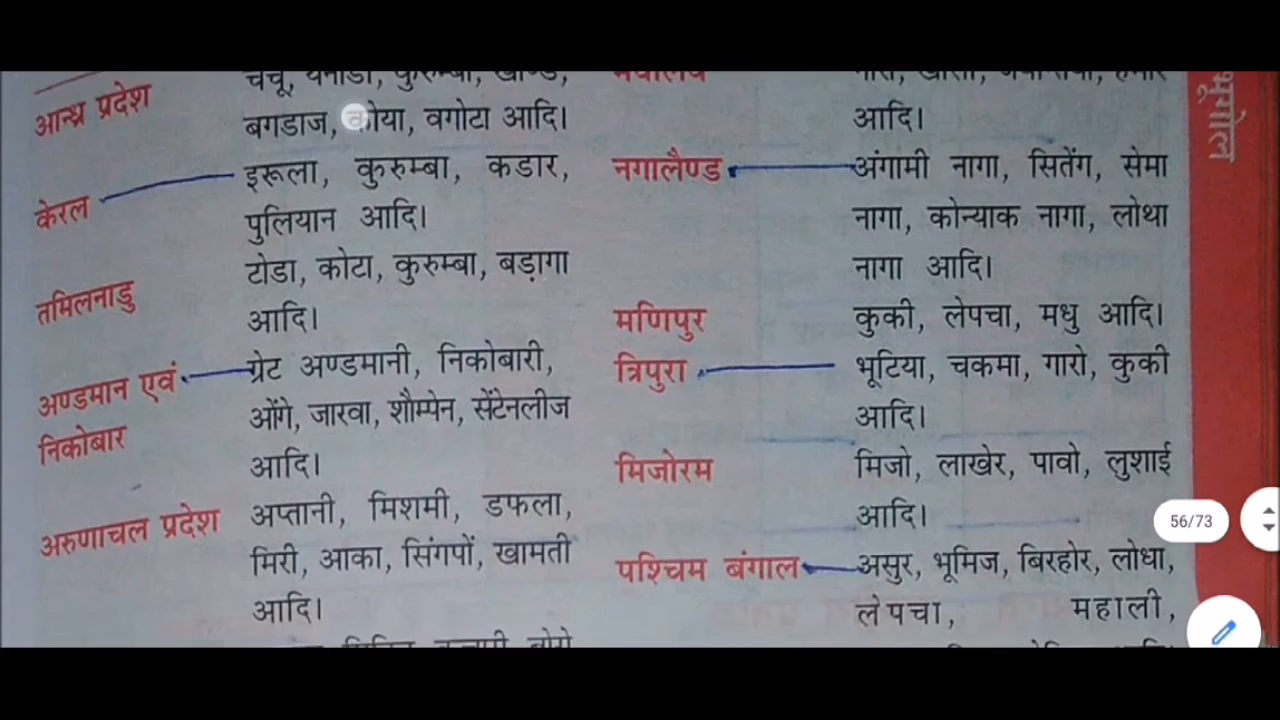 आन्ध्र प्रदेश
बगडाज, कोया, वगोटा आदि।
केरल
इरूला, कुरुम्बा, कडार,
पुलियान आदि।
तमिलनाडु
टोडा, कोटा, कुरुम्बा, बड़ागा
आदि।
अण्डमान एवं
निकोबार
ग्रेट अण्डमानी, निकोबारी,
ओंगे, जारवा, शौम्पेन, सेंटेनलीज
आदि।
अरुणाचल प्रदेश
अप्तानी, मिशमी, डफला,
मिरी, आका, सिंगपों, खामती
आदि।
आदि।
नगालैण्ड
अंगामी नागा, सितेंग, सेमा
नागा, कोन्याक नागा, लोथा
नागा आदि।
मणिपुर
कुकी, लेपचा, मधु आदि।
त्रिपुरा
भूटिया, चकमा, गारो, कुकी
आदि।
मिजोरम
मिजो, लाखेर, पावो, लुशाई
आदि।
पश्चिम बंगाल
असुर, भूमिज, बिरहोर, लोधा,
लेपचा, महाली,
भूगोल
56/73